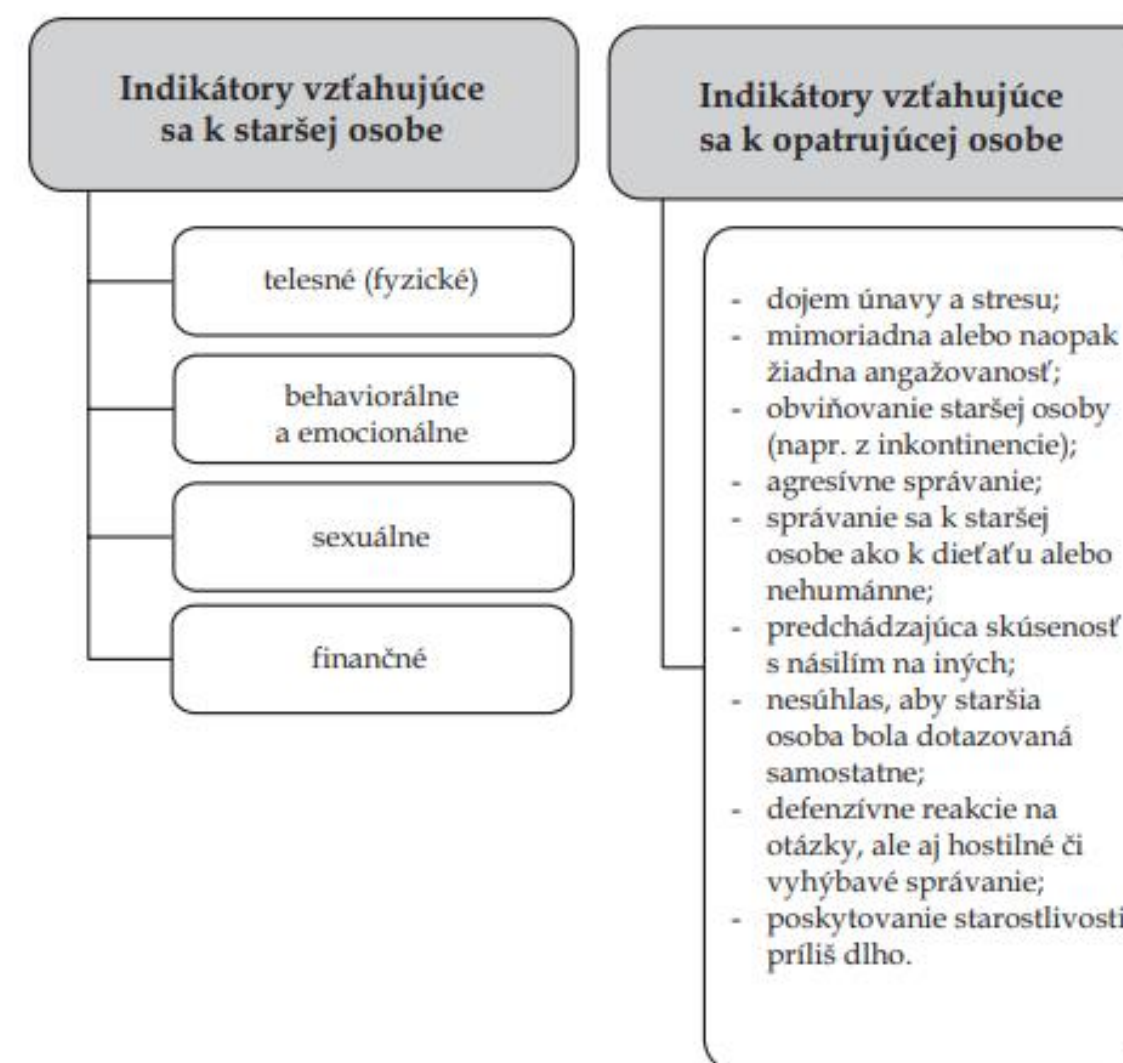 Indikátory vzťahujúce
sa k staršej osobe
telesné (fyzické)
behaviorálne
a emocionálne
sexuálne
finančné
Indikátory vzťahujúce
sa k opatrujúcej osobe
- dojem únavy a stresu;
- mimoriadna alebo naopak
žiadna angažovanosť;
- obviňovanie staršej osoby
(napr. z inkontinencie);
- agresívne správanie;
- správanie sa k staršej
osobe ako k dieťaťu alebo
nehumánne;
- predchádzajúca skúsenosť
s násilím na iných;
- nesúhlas, aby staršia
osoba bola dotazovaná
samostatne;
- defenzívne reakcie na
otázky, ale aj hostilné či
vyhýbavé správanie;
- poskytovanie starostlivosti
príliš dlho.